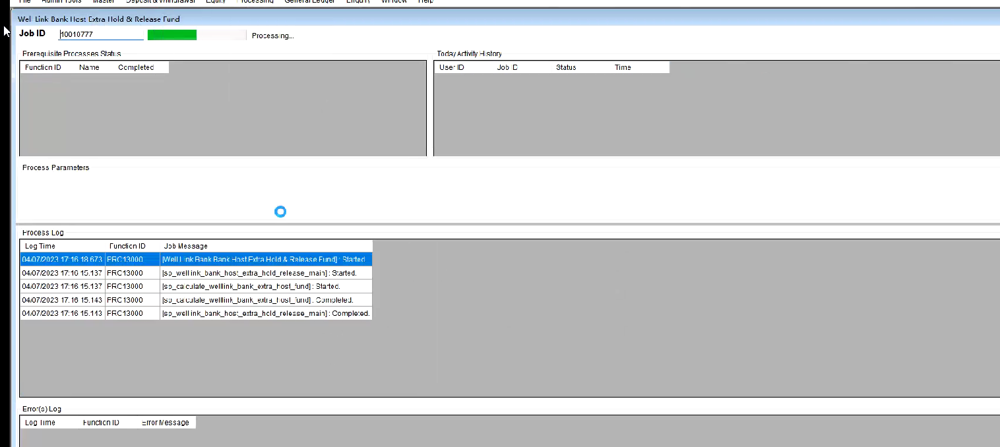 File Admin Tools Master Deposit & Withdrawal Equity Processing General Ledger Enquiry Window Help
Well Link Bank Host Extra Hold & Release Fund
Job ID 10010777 Processing...
Prerequisite Processes Status
Function ID Name Completed
Today Activity History
User ID Job ID Status Time
Process Parameters
Process Log
Log Time Function ID Job Message
04/07/2023 17:16:18.673 PRC13000 [Well Link Bank Bank Host Extra Hold & Release Fund] : Started.
04/07/2023 17:16:15.137 PRC13000 [sp_welllink_bank_host_extra_hold_release_main] : Started.
04/07/2023 17:16:15.137 PRC13000 [sp_calculate_welllink_bank_extra_host_fund] : Started.
04/07/2023 17:16:15.143 PRC13000 [sp_calculate_welllink_bank_extra_host_fund] : Completed.
04/07/2023 17:16:15.143 PRC13000 [sp_welllink_bank_host_extra_hold_release_main] : Completed.
Error(s) Log
Log Time Function ID Error Message